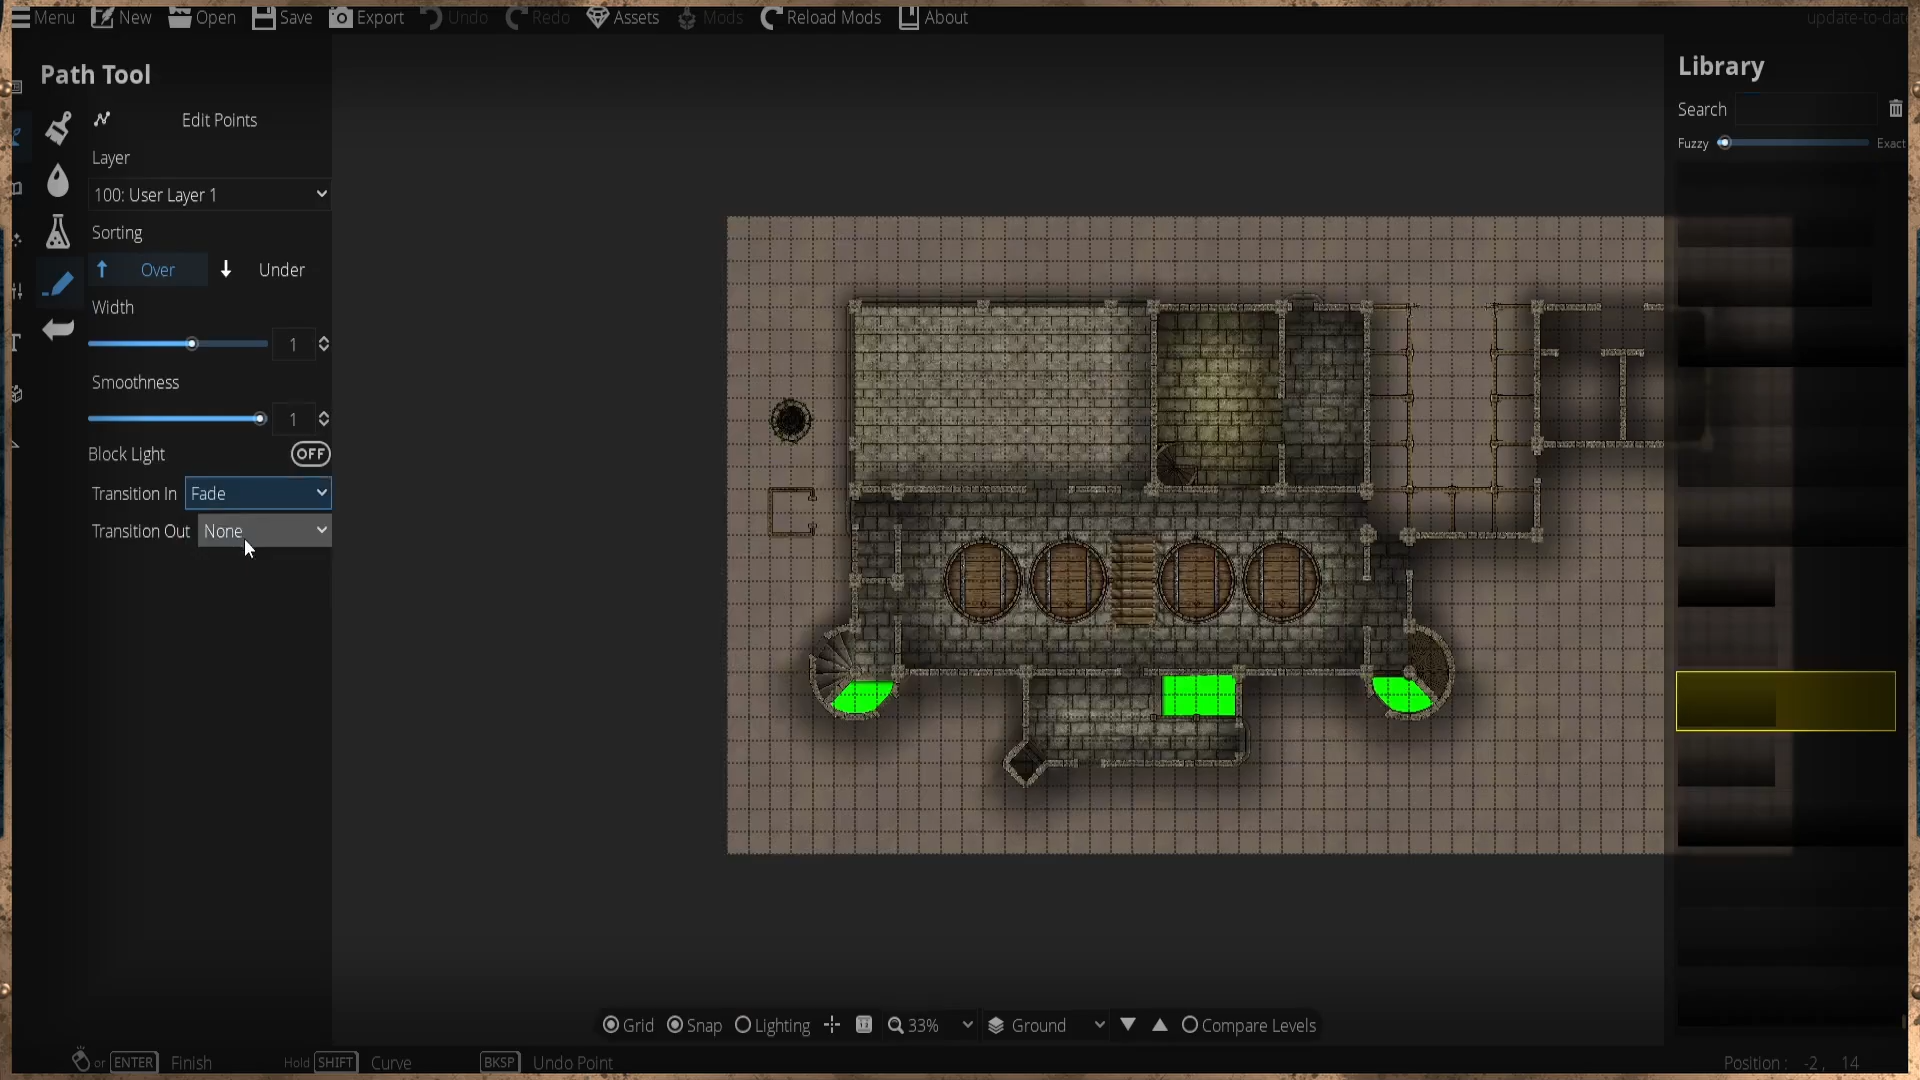 Menu New Open Save Export Undo Redo Assets Mods Reload Mods About update-to-date
Path Tool
Edit Points
Layer
100: User Layer 1
Sorting
Over Under
Width
1
Smoothness
1
Block Light OFF
Transition In Fade
Transition Out None
Library
Search
Fuzzy Exact
Grid Snap Lighting 33% Ground Compare Levels
or ENTER Finish Hold SHIFT Curve BKSP Undo Point Position : -2, 14